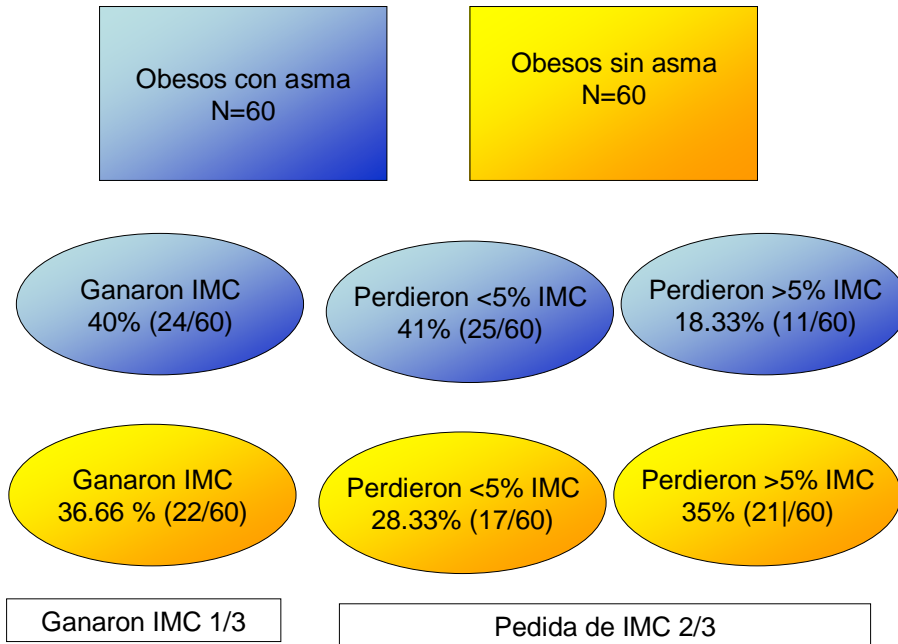 Obesos con asma
N=60
Obesos sin asma
N=60
Ganaron IMC
40% (24/60)
Perdieron <5% IMC
41% (25/60)
Perdieron >5% IMC
18.33% (11/60)
Ganaron IMC
36.66 % (22/60)
Perdieron <5% IMC
28.33% (17/60)
Perdieron >5% IMC
35% (21|/60)
Ganaron IMC 1/3
Pedida de IMC 2/3